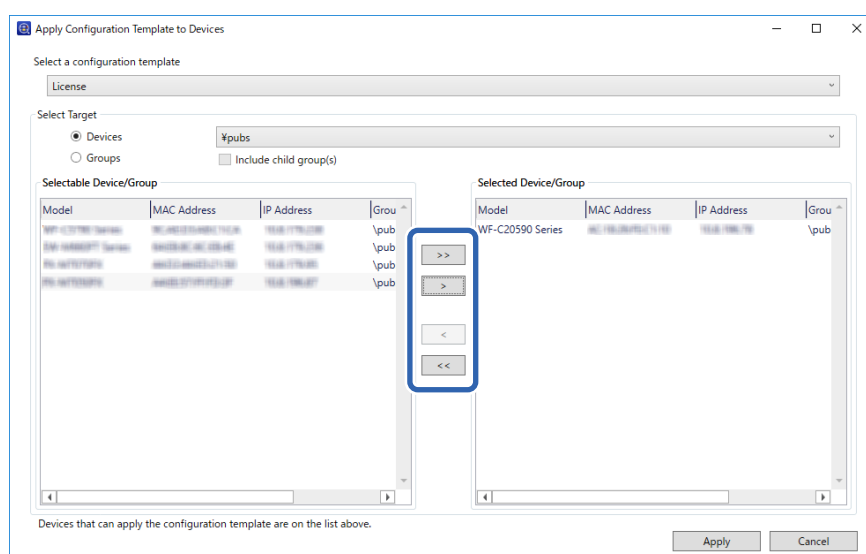 Apply Configuration Template to Devices
Select a configuration template
License
Select Target
Devices
¥pubs
Groups
Include child group(s)
Selectable Device/Group
Selected Device/Group
Model MAC Address IP Address Grou
Model MAC Address IP Address Grou
\pub
WF-C20590 Series \pub
\pub
\pub
\pub
>>
>
<
<<
Devices that can apply the configuration template are on the list above.
Apply Cancel